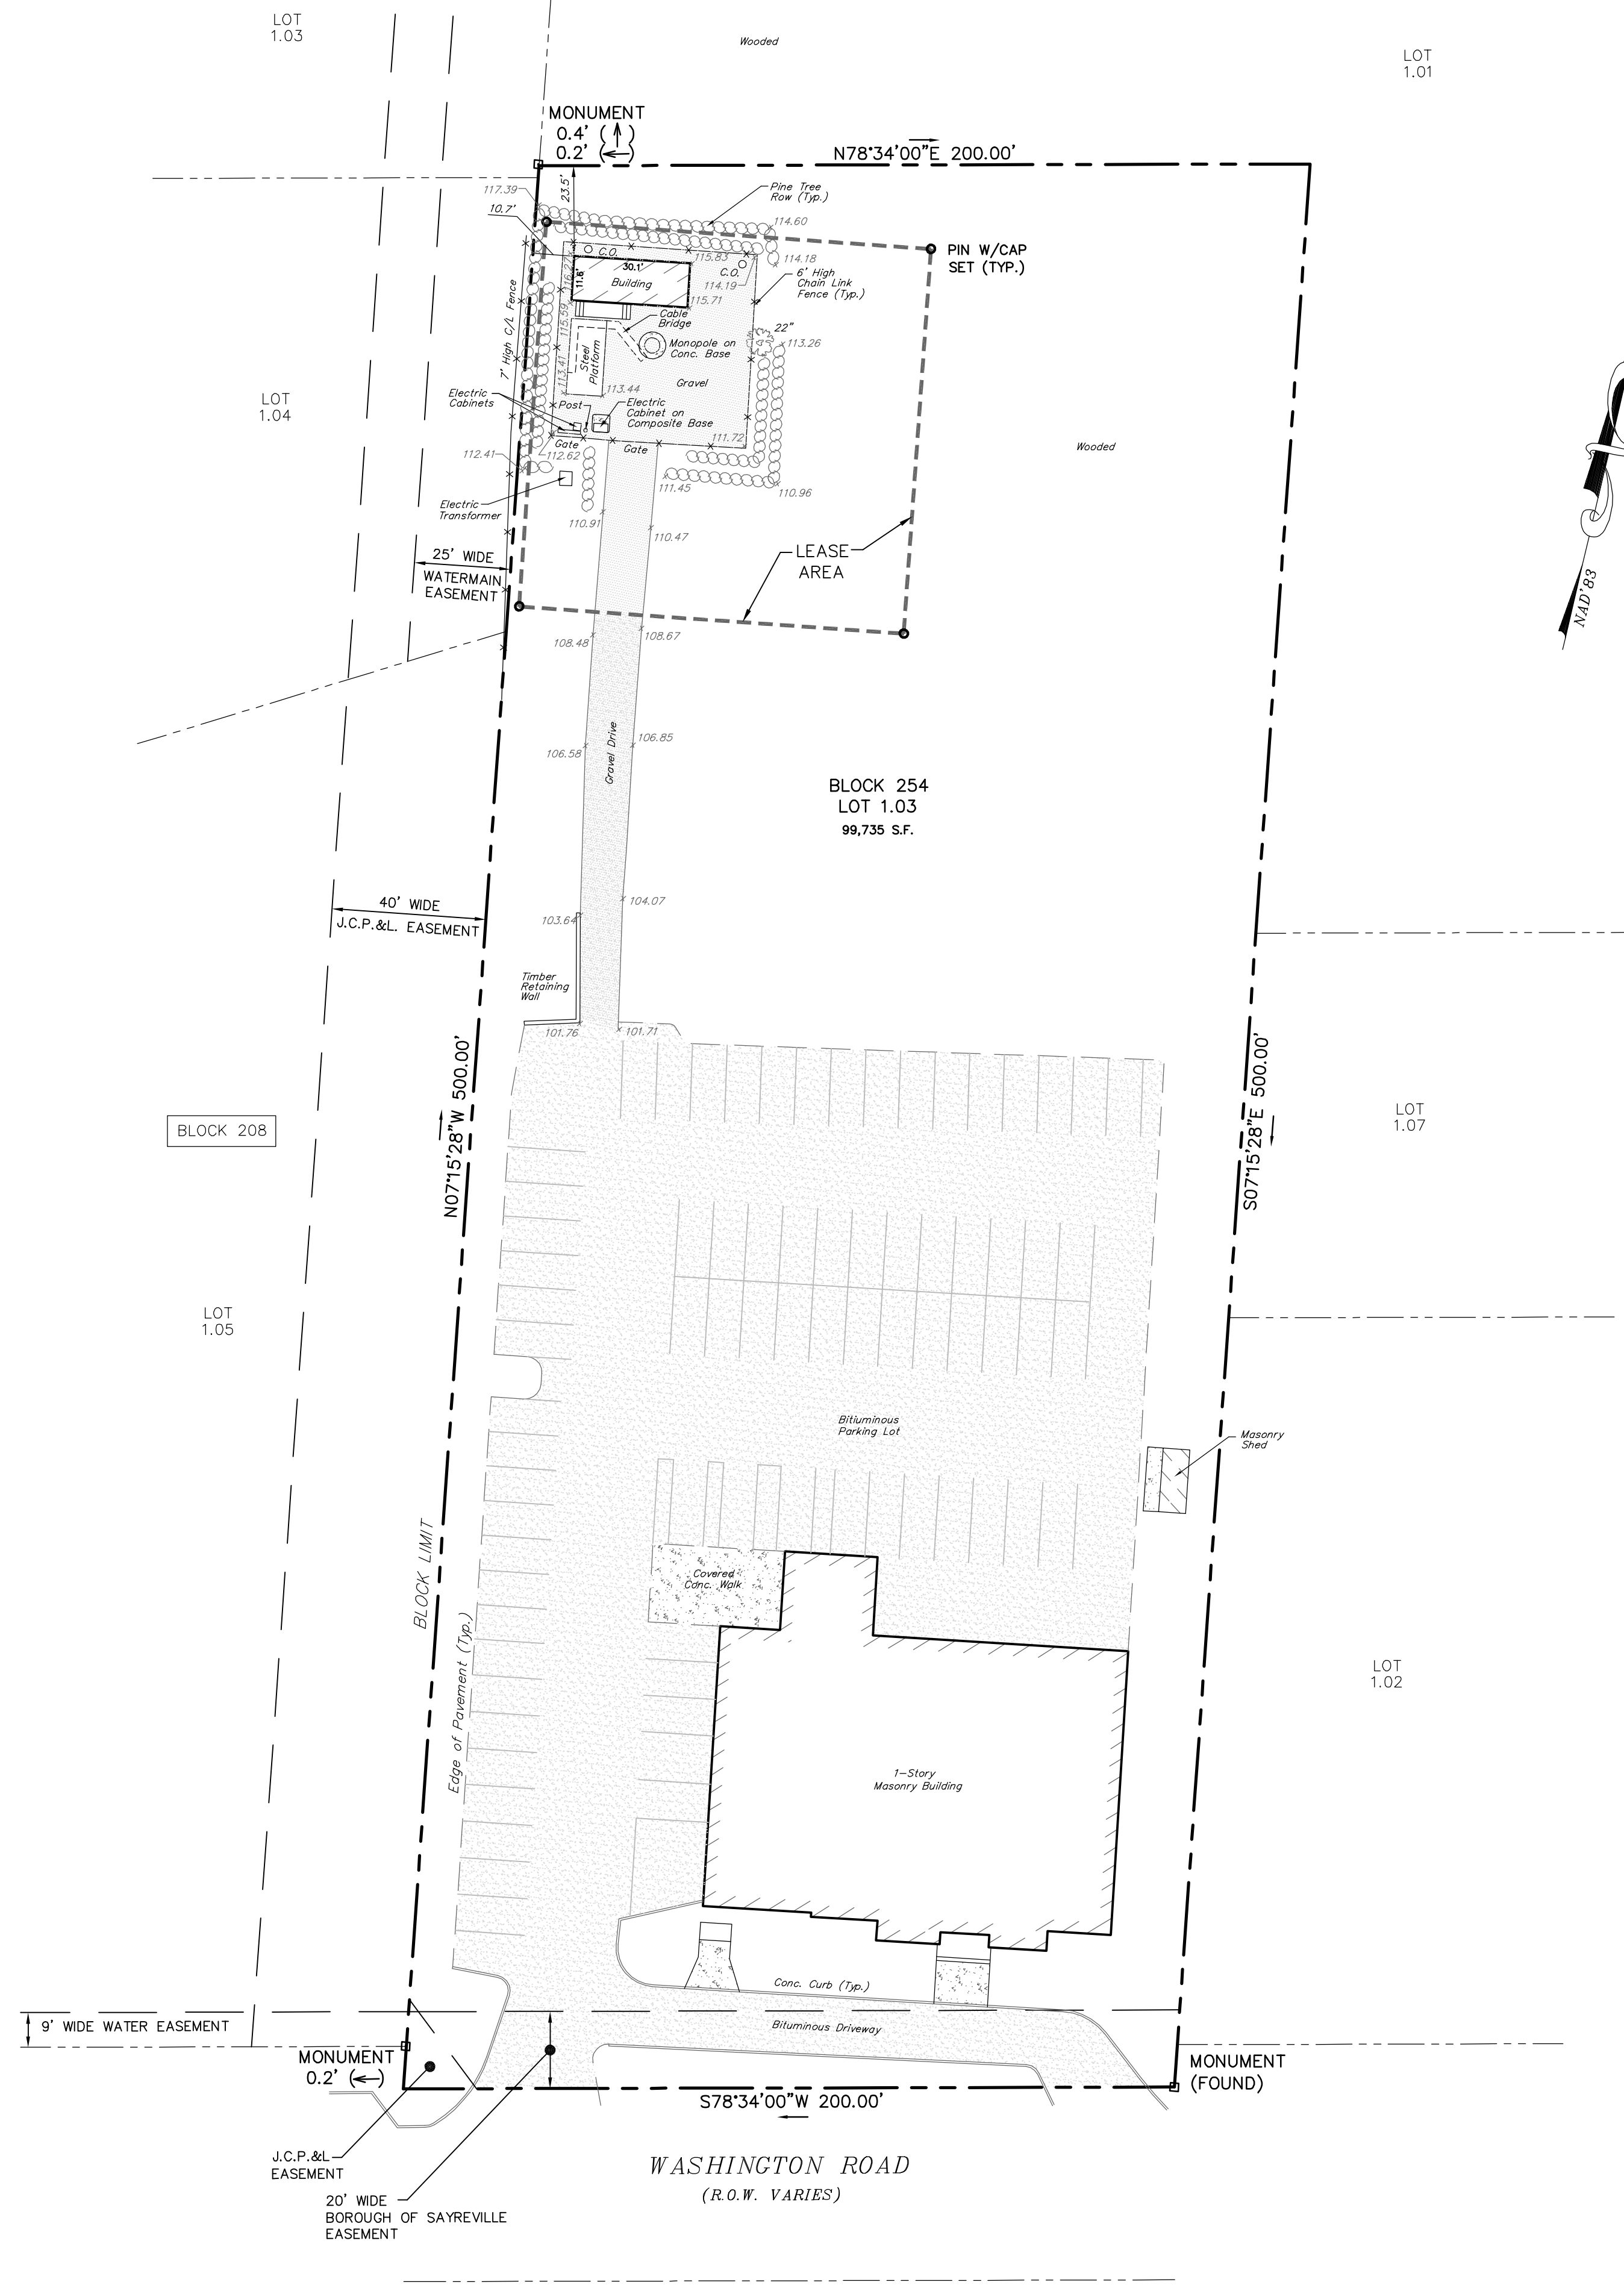 LOT
1.03
Wooded
LOT
1.01
MONUMENT
0.4' ( )
0.2' ( )
N78°34'00"E 200.00'
23.5'
117.39
10.7'
Pine Tree
Row (Typ.)
114.60
C.O.
115.83
C.O.
114.18
114.19
PIN W/CAP
SET (TYP.)
6' High
Chain Link
Fence (Typ.)
116.27
11.6'
30.1'
Building
115.71
115.59
Cable
Bridge
22"
113.26
7' High C/L Fence
Steel
Platform
Monopole on
Conc. Base
113.41
113.44
Gravel
LOT
1.04
Electric
Cabinets
Post
Electric
Cabinet on
Composite Base
111.72
Gate
Gate
112.41
112.62
Wooded
111.45
110.96
Electric
Transformer
110.91
110.47
LEASE
AREA
25' WIDE
WATERMAIN
EASEMENT
NAD'83
108.48
108.67
106.58
106.85
Gravel Drive
BLOCK 254
LOT 1.03
99,735 S.F.
40' WIDE
J.C.P.&L. EASEMENT
103.64
104.07
Timber
Retaining
Wall
101.76
101.71
N07°15'28"W 500.00'
S07°15'28"E 500.00'
BLOCK 208
LOT
1.07
LOT
1.05
Bitiuminous
Parking Lot
Masonry
Shed
BLOCK LIMIT
Edge of Pavement (Typ.)
Covered
Conc. Walk
LOT
1.02
1-Story
Masonry Building
Conc. Curb (Typ.)
Bituminous Driveway
9' WIDE WATER EASEMENT
MONUMENT
0.2' ( )
MONUMENT
(FOUND)
S78°34'00"W 200.00'
J.C.P.&L
EASEMENT
WASHINGTON ROAD
(R.O.W. VARIES)
20' WIDE
BOROUGH OF SAYREVILLE
EASEMENT